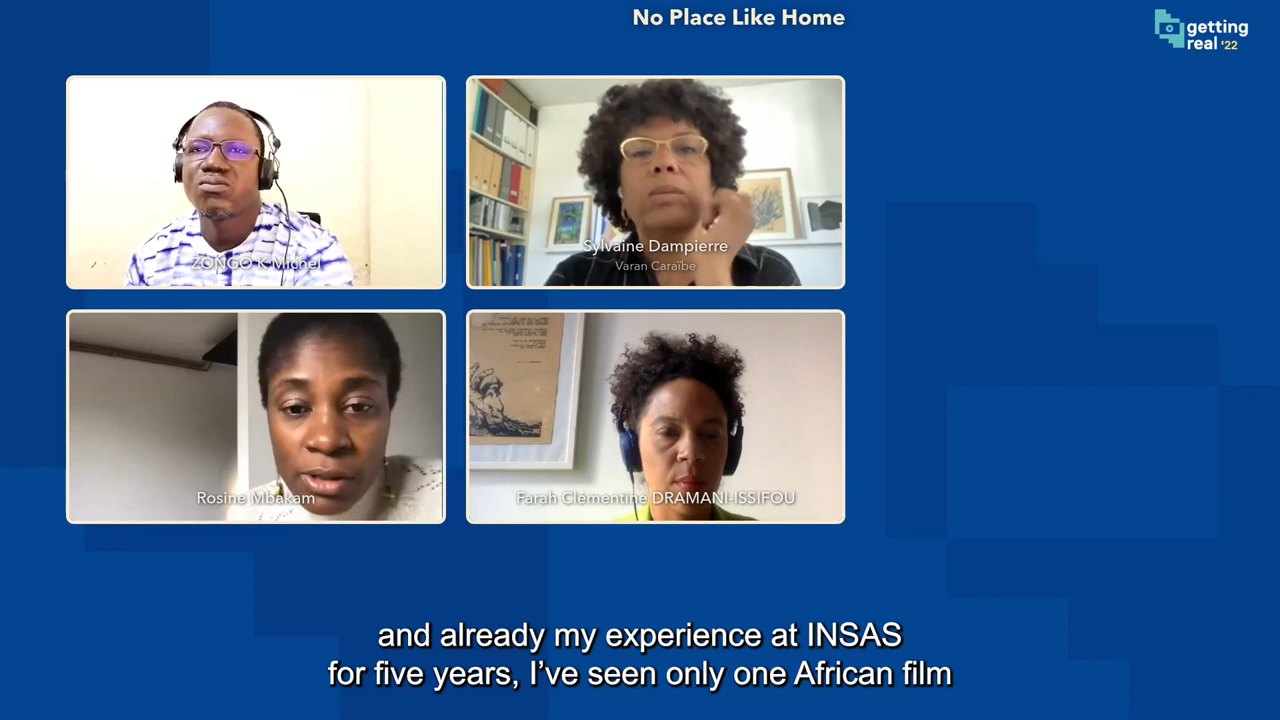 No Place Like Home
getting
real '22
ZONGO K Michel
Sylvaine Dampierre
Varan Caraïbe
Rosine Mbakam
Farah Clémentine DRAMANI-ISSIFOU
and already my experience at INSAS
for five years, I've seen only one African film